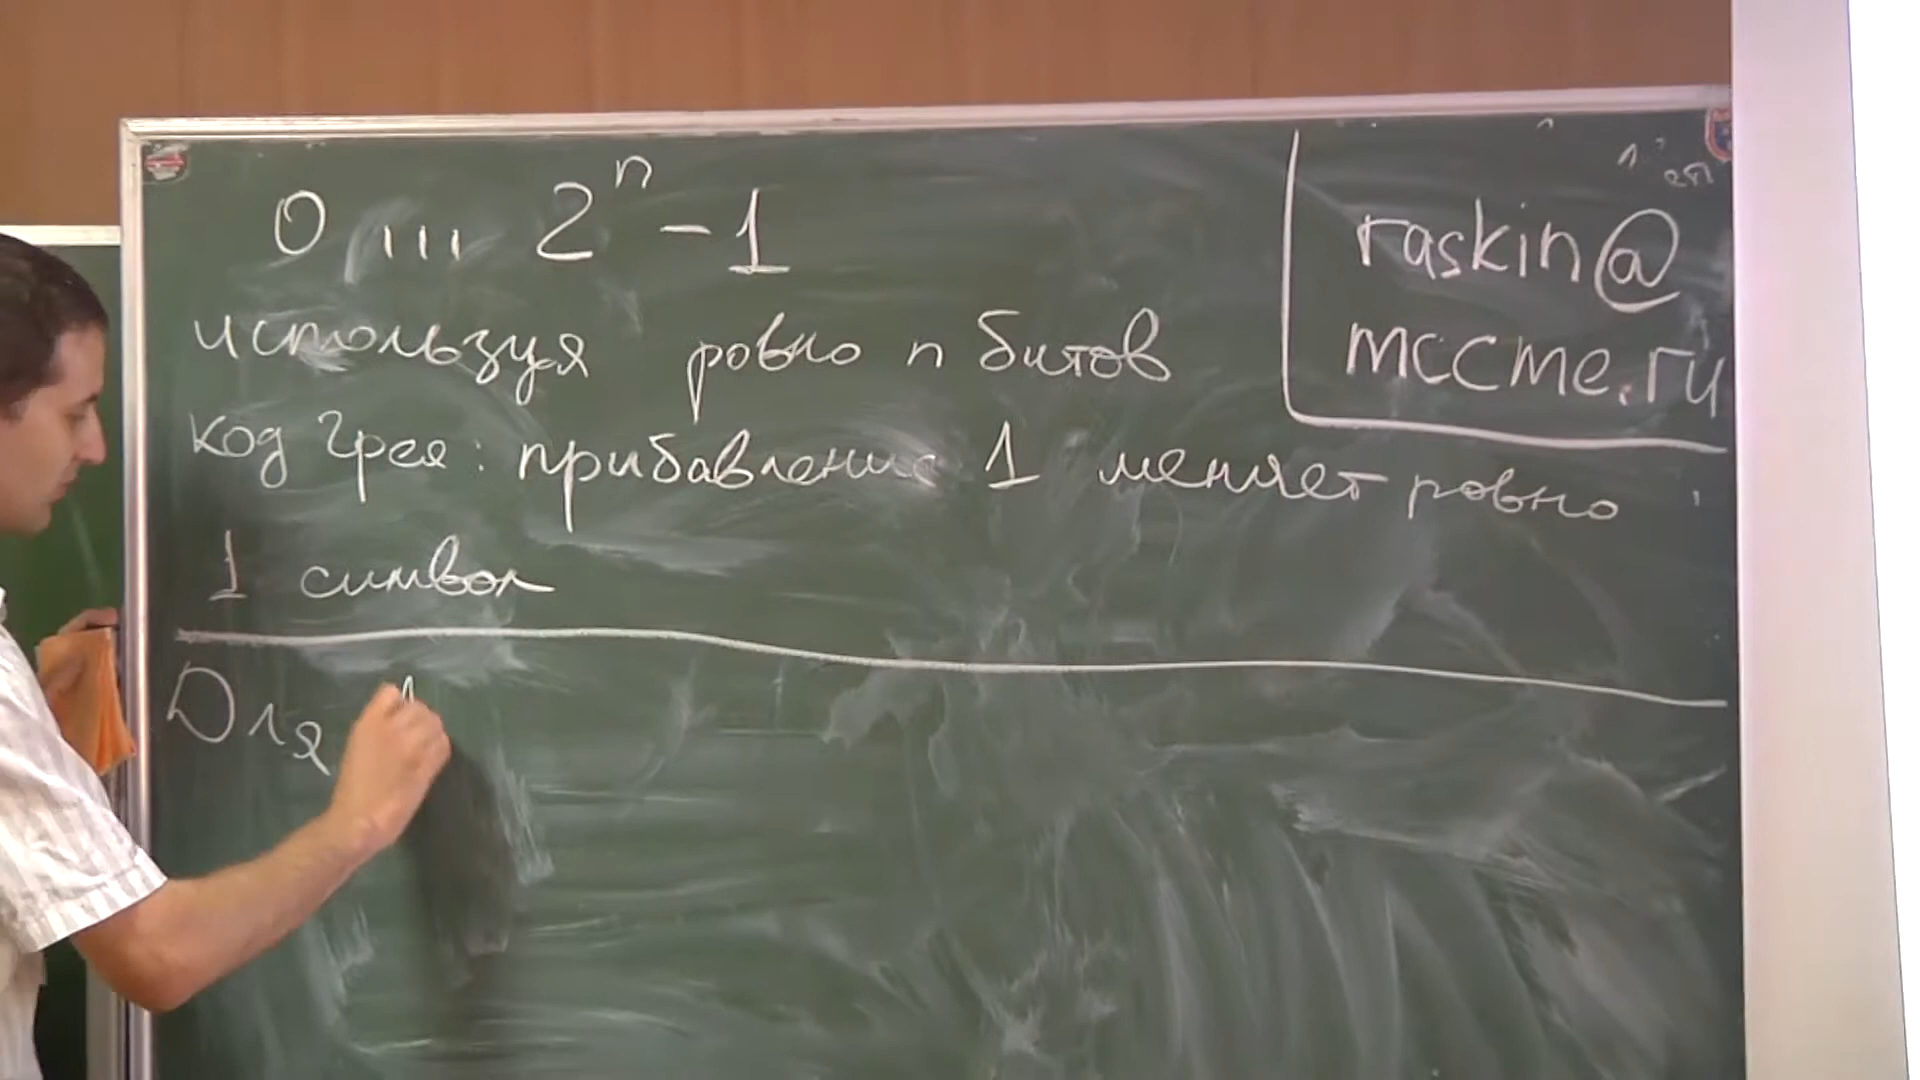 0 ... 2ⁿ - 1
используя ровно n битов
код Грея: прибавление 1 меняет ровно
1 символ
Для
raskin@
mccme.ru